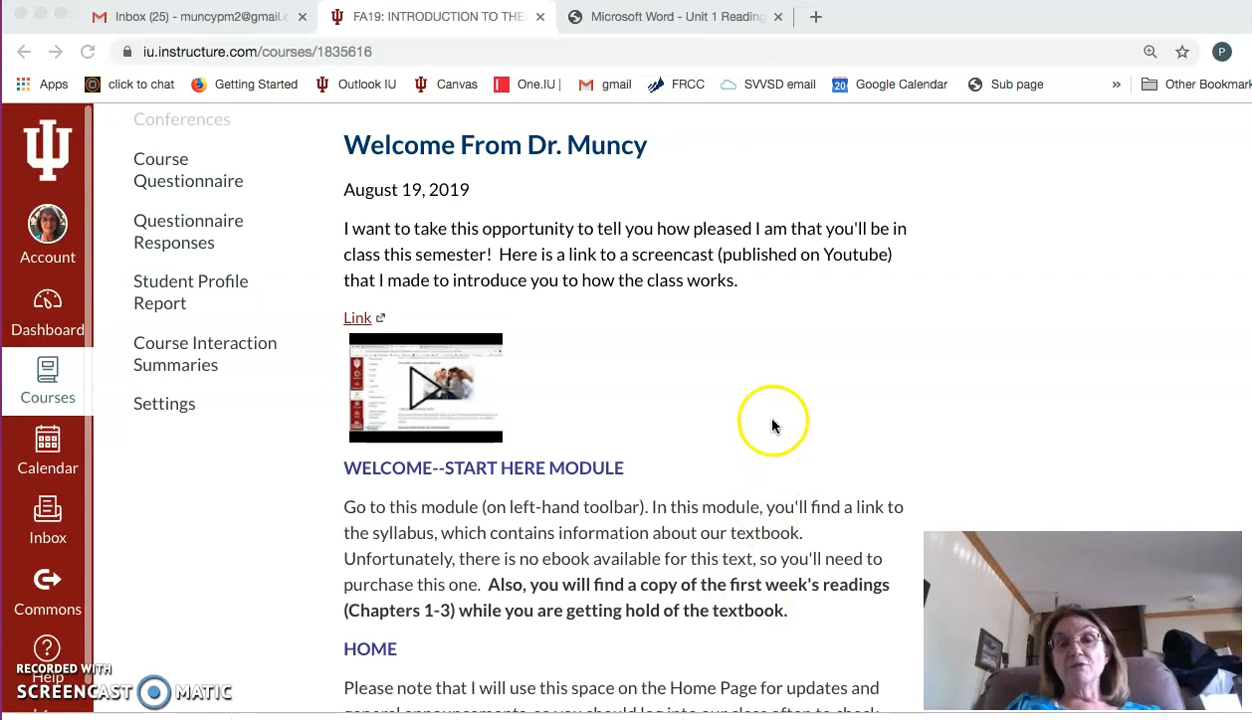 Inbox (25) - muncypm2@gmail.c
FA19: INTRODUCTION TO THE
Microsoft Word - Unit 1 Reading
iu.instructure.com/courses/1835616
P
Apps click to chat Getting Started Outlook IU Canvas One.IU | gmail FRCC SVVSD email 20 Google Calendar Sub page » Other Bookmark
Account
Dashboard
Courses
Calendar
Inbox
Commons
Help
Conferences
Course
Questionnaire
Questionnaire
Responses
Student Profile
Report
Course Interaction
Summaries
Settings
Welcome From Dr. Muncy
August 19, 2019
I want to take this opportunity to tell you how pleased I am that you'll be in
class this semester! Here is a link to a screencast (published on Youtube)
that I made to introduce you to how the class works.
Link
WELCOME--START HERE MODULE
Go to this module (on left-hand toolbar). In this module, you'll find a link to
the syllabus, which contains information about our textbook.
Unfortunately, there is no ebook available for this text, so you'll need to
purchase this one. Also, you will find a copy of the first week's readings
(Chapters 1-3) while you are getting hold of the textbook.
HOME
Please note that I will use this space on the Home Page for updates and
RECORDED WITH
SCREENCAST MATIC